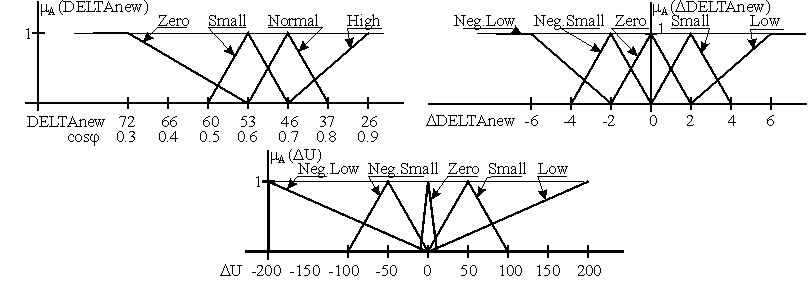 μA(DELTAnew)
Zero Small Normal High
1
DELTAnew 72 66 60 53 46 37 26
cosφ 0.3 0.4 0.5 0.6 0.7 0.8 0.9
μA(ΔDELTAnew)
Neg.Low Neg.Small Zero Small Low
1
ΔDELTAnew -6 -4 -2 0 2 4 6
μA(ΔU)
Neg.Low Neg.Small Zero Small Low
1
ΔU -200 -150 -100 -50 0 50 100 150 200